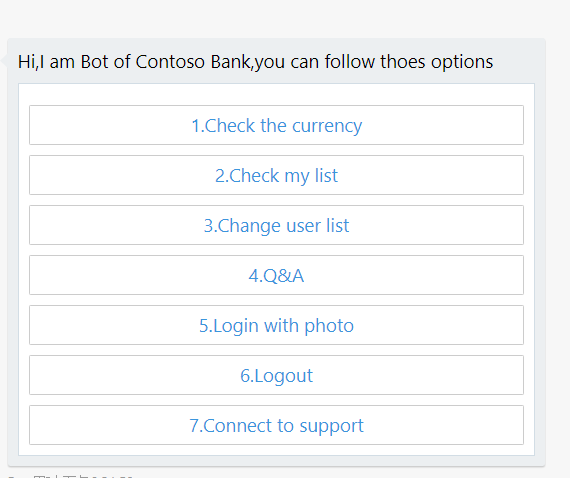 Hi,I am Bot of Contoso Bank,you can follow thoes options
1.Check the currency
2.Check my list
3.Change user list
4.Q&A
5.Login with photo
6.Logout
7.Connect to support